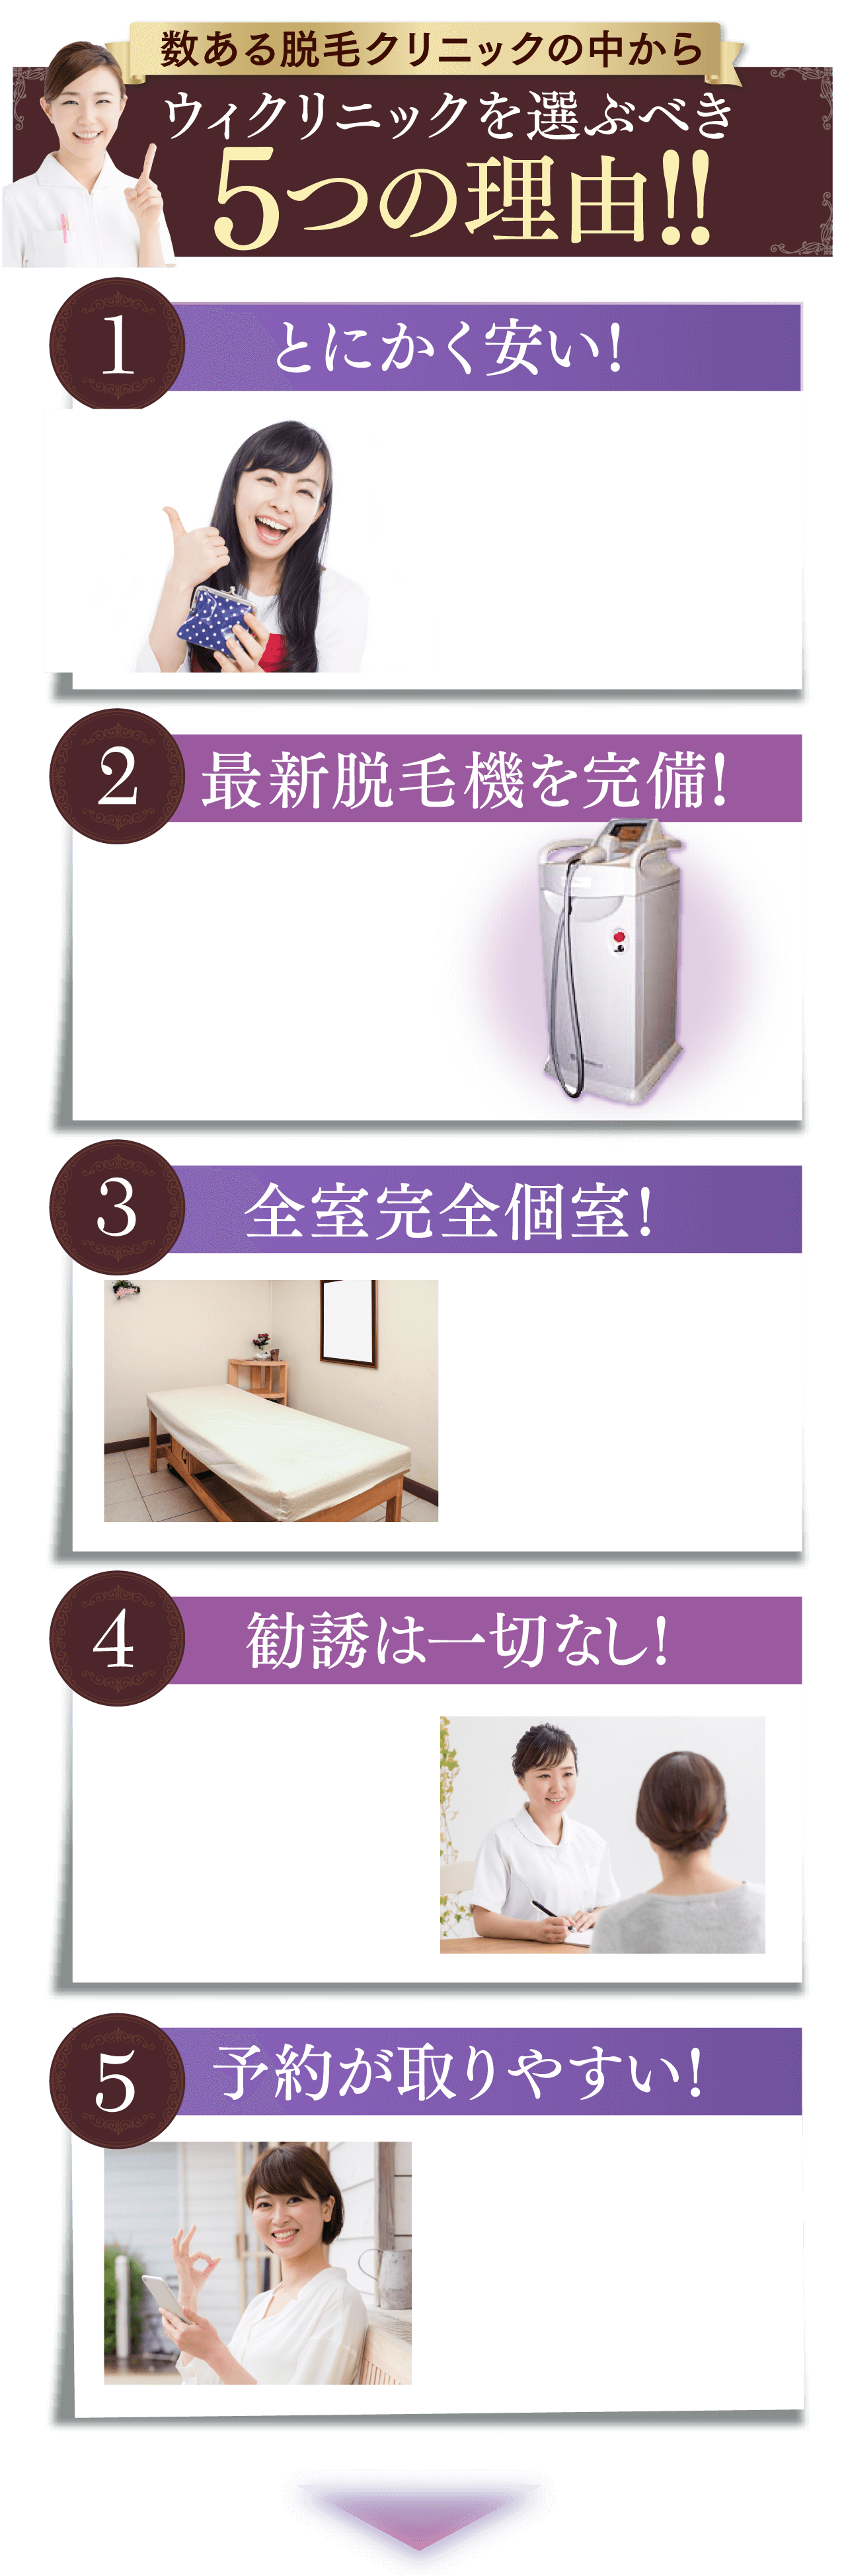 数ある脱毛クリニックの中から
ウィクリニックを選ぶべき
5つの理由!!
1
とにかく安い!
2
最新脱毛機を完備!
3
全室完全個室!
4
勧誘は一切なし!
5
予約が取りやすい!